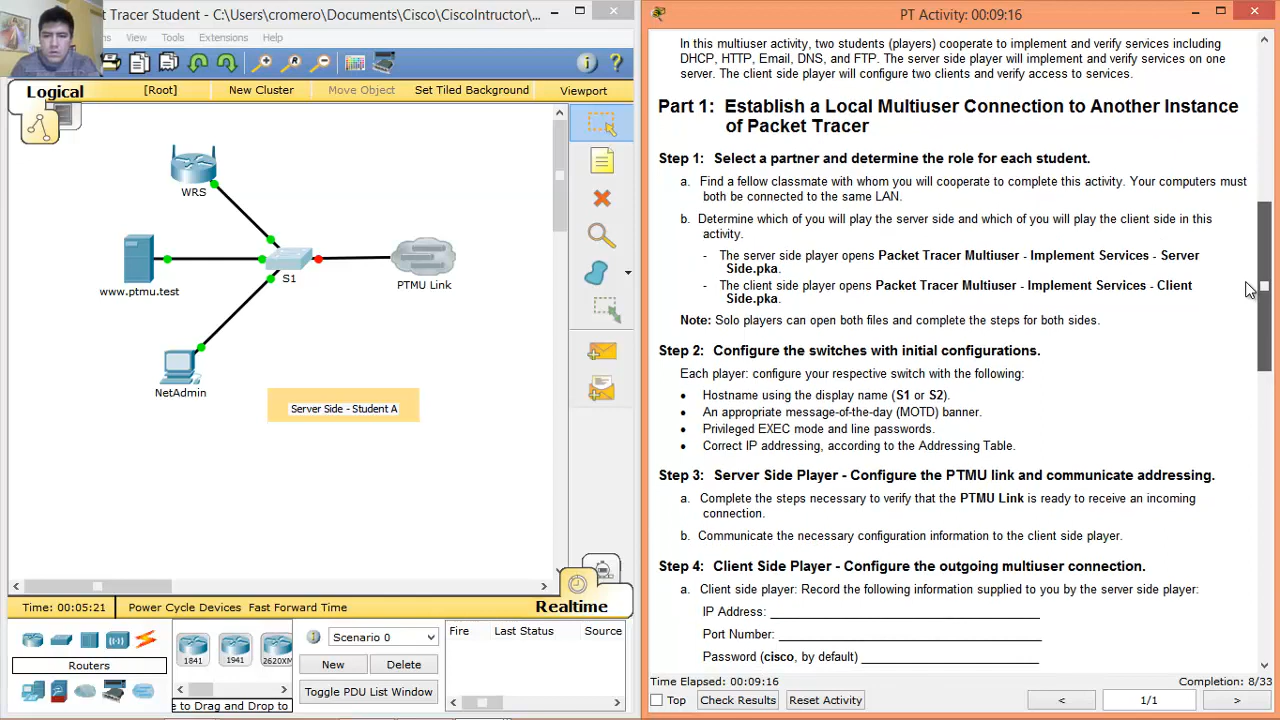 Tracer Student - C:\Users\cromero\Documents\Cisco\CiscoIntructor\...
View Tools Extensions Help
Logical [Root] New Cluster Move Object Set Tiled Background Viewport
WRS
www.ptmu.test
S1
PTMU Link
NetAdmin
Server Side - Student A
Time: 00:05:21 Power Cycle Devices Fast Forward Time Realtime
Routers
1841 1941 2620XM
e to Drag and Drop to
Scenario 0
New Delete
Toggle PDU List Window
Fire Last Status Source
PT Activity: 00:09:16
In this multiuser activity, two students (players) cooperate to implement and verify services including
DHCP, HTTP, Email, DNS, and FTP. The server side player will implement and verify services on one
server. The client side player will configure two clients and verify access to services.
Part 1: Establish a Local Multiuser Connection to Another Instance
of Packet Tracer
Step 1: Select a partner and determine the role for each student.
a. Find a fellow classmate with whom you will cooperate to complete this activity. Your computers must
both be connected to the same LAN.
b. Determine which of you will play the server side and which of you will play the client side in this
activity.
- The server side player opens Packet Tracer Multiuser - Implement Services - Server
Side.pka.
- The client side player opens Packet Tracer Multiuser - Implement Services - Client
Side.pka.
Note: Solo players can open both files and complete the steps for both sides.
Step 2: Configure the switches with initial configurations.
Each player: configure your respective switch with the following:
• Hostname using the display name (S1 or S2).
• An appropriate message-of-the-day (MOTD) banner.
• Privileged EXEC mode and line passwords.
• Correct IP addressing, according to the Addressing Table.
Step 3: Server Side Player - Configure the PTMU link and communicate addressing.
a. Complete the steps necessary to verify that the PTMU Link is ready to receive an incoming
connection.
b. Communicate the necessary configuration information to the client side player.
Step 4: Client Side Player - Configure the outgoing multiuser connection.
a. Client side player: Record the following information supplied to you by the server side player:
IP Address:
Port Number:
Password (cisco, by default)
Time Elapsed: 00:09:16 Completion: 8/33
Top Check Results Reset Activity < 1/1 >